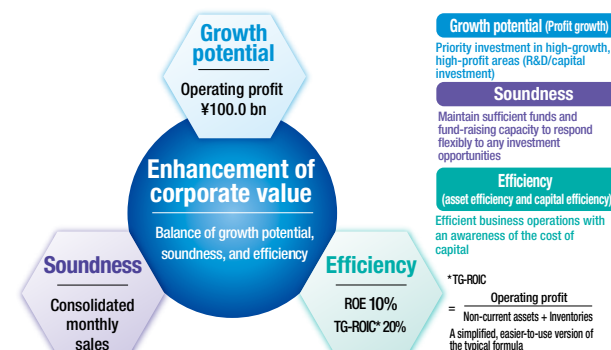 Growth
potential
Operating profit
¥100.0 bn
Enhancement of
corporate value
Balance of growth potential,
soundness, and efficiency
Soundness
Consolidated
monthly
sales
Efficiency
ROE 10%
TG-ROIC* 20%
Growth potential (Profit growth)
Priority investment in high-growth,
high-profit areas (R&D/capital
investment)
Soundness
Maintain sufficient funds and
fund-raising capacity to respond
flexibly to any investment
opportunities
Efficiency
(asset efficiency and capital efficiency)
Efficient business operations with
an awareness of the cost of
capital
*TG-ROIC
= Operating profit
Non-current assets + Inventories
A simplified, easier-to-use version of
the typical formula